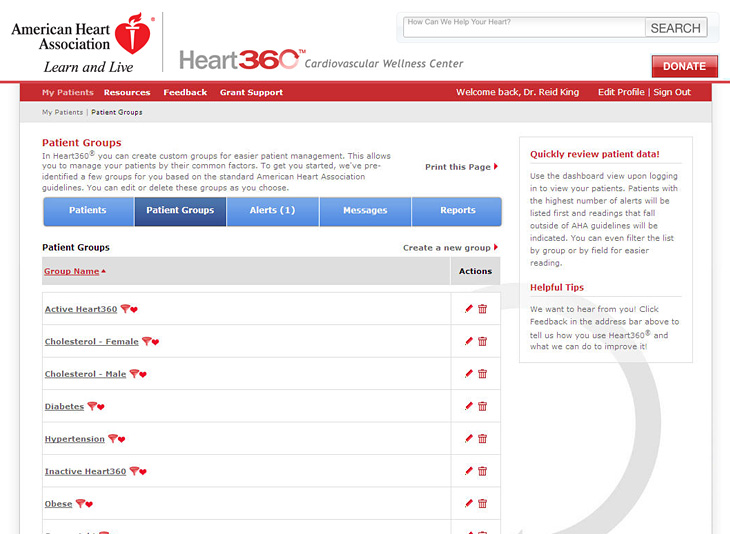 American Heart
Association®
Learn and Live
Heart360™ Cardiovascular Wellness Center
How Can We Help Your Heart?
SEARCH
DONATE
My Patients Resources Feedback Grant Support Welcome back, Dr. Reid King Edit Profile | Sign Out
My Patients | Patient Groups
Patient Groups
In Heart360® you can create custom groups for easier patient management. This allows
you to manage your patients by their common factors. To get you started, we've pre-
identified a few groups for you based on the standard American Heart Association
guidelines. You can edit or delete these groups as you choose.
Print this Page
Patients Patient Groups Alerts (1) Messages Reports
Patient Groups Create a new group
Group Name Actions
Active Heart360
Cholesterol - Female
Cholesterol - Male
Diabetes
Hypertension
Inactive Heart360
Obese
Quickly review patient data!
Use the dashboard view upon logging
in to view your patients. Patients with
the highest number of alerts will be
listed first and readings that fall
outside of AHA guidelines will be
indicated. You can even filter the list
by group or by field for easier
reading.
Helpful Tips
We want to hear from you! Click
Feedback in the address bar above to
tell us how you use Heart360® and
what we can do to improve it!